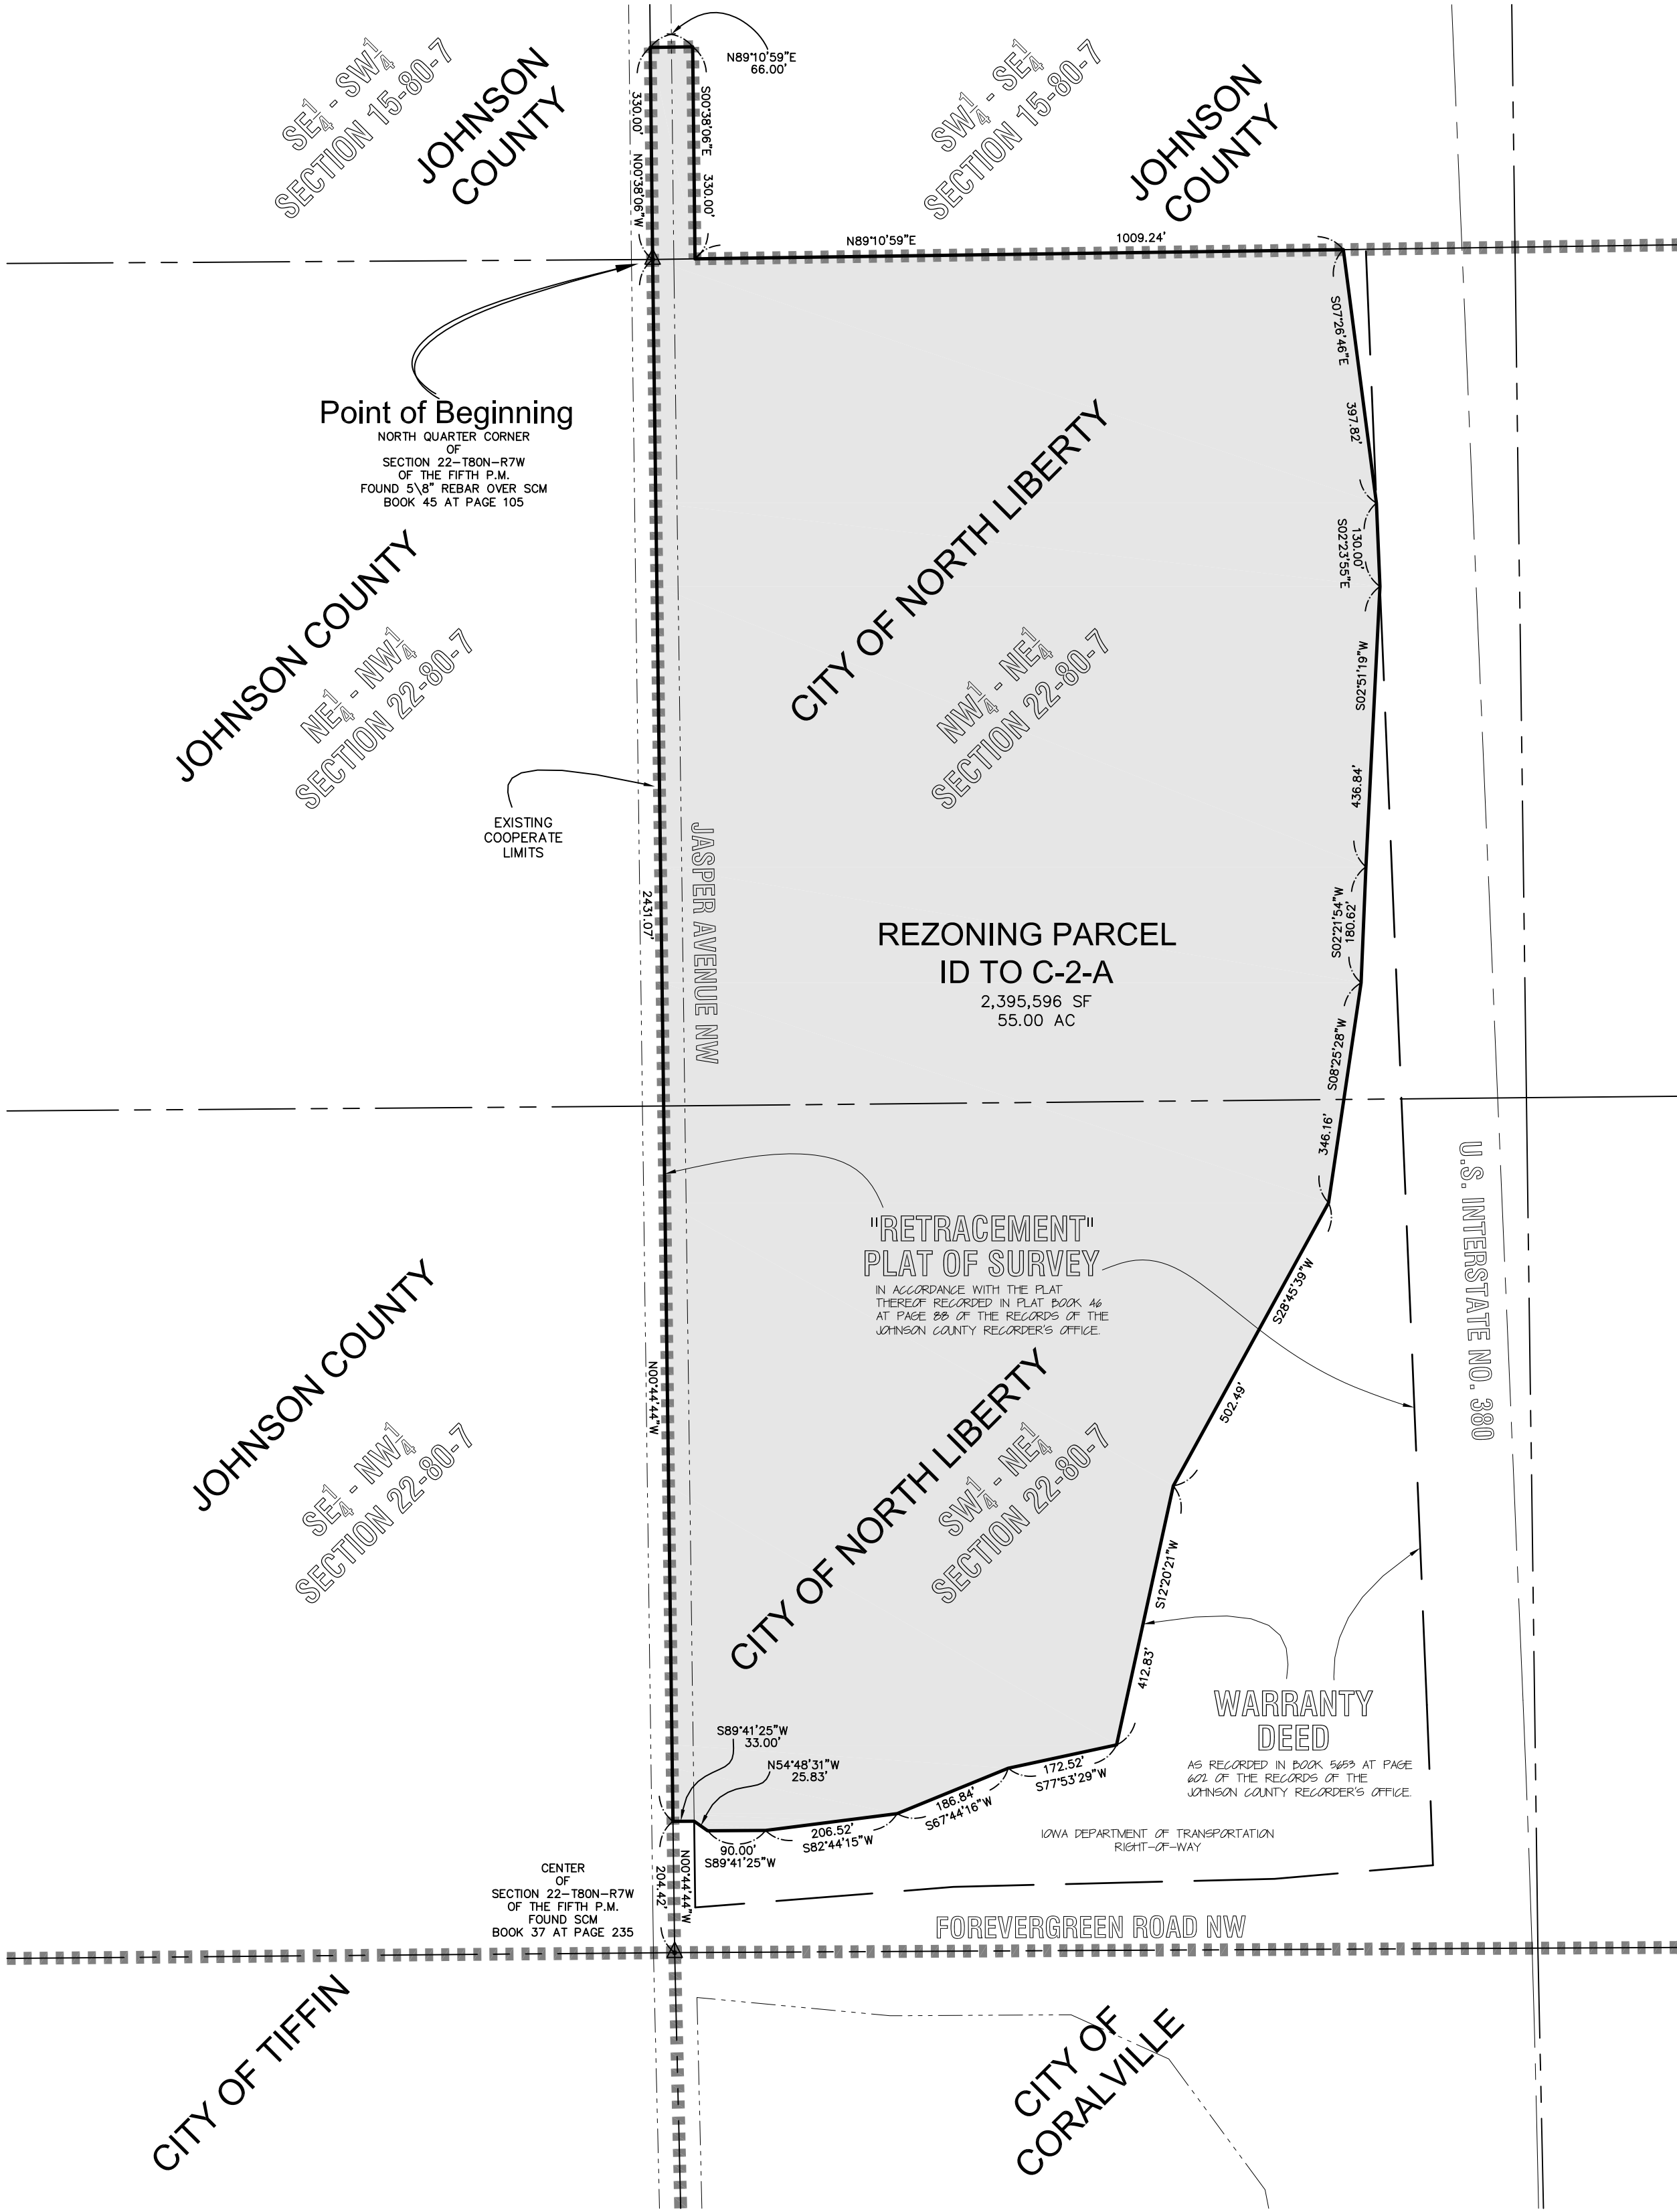 SE1/4 - SW1/4
SECTION 15-80-7
JOHNSON
COUNTY
N89°10'59"E
66.00'
330.00'
N00°38'06"W
S00°38'06"E
330.00'
SW1/4 - SE1/4
SECTION 15-80-7
JOHNSON
COUNTY
N89°10'59"E
1009.24'
S07°26'46"E
397.82'
Point of Beginning
NORTH QUARTER CORNER
OF
SECTION 22-T80N-R7W
OF THE FIFTH P.M.
FOUND 5\8" REBAR OVER SCM
BOOK 45 AT PAGE 105
130.00'
S02°23'55"E
JOHNSON COUNTY
NE1/4 - NW1/4
SECTION 22-80-7
CITY OF NORTH LIBERTY
NW1/4 - NE1/4
SECTION 22-80-7
S02°51'19"W
436.84'
EXISTING
COOPERATE
LIMITS
2431.07'
JASPER AVENUE NW
REZONING PARCEL
ID TO C-2-A
2,395,596 SF
55.00 AC
S02°21'54"W
180.62'
S08°25'28"W
346.16'
U.S. INTERSTATE NO. 380
"RETRACEMENT"
PLAT OF SURVEY
IN ACCORDANCE WITH THE PLAT
THEREOF RECORDED IN PLAT BOOK 46
AT PAGE 88 OF THE RECORDS OF THE
JOHNSON COUNTY RECORDER'S OFFICE.
S28°45'39"W
502.49'
JOHNSON COUNTY
SE1/4 - NW1/4
SECTION 22-80-7
N00°44'44"W
CITY OF NORTH LIBERTY
SW1/4 - NE1/4
SECTION 22-80-7
S12°20'21"W
412.83'
WARRANTY
DEED
AS RECORDED IN BOOK 5653 AT PAGE
602 OF THE RECORDS OF THE
JOHNSON COUNTY RECORDER'S OFFICE.
S89°41'25"W
33.00'
N54°48'31"W
25.83'
172.52'
S77°53'29"W
186.84'
S67°44'16"W
206.52'
S82°44'15"W
90.00'
S89°41'25"W
IOWA DEPARTMENT OF TRANSPORTATION
RIGHT-OF-WAY
CENTER
OF
SECTION 22-T80N-R7W
OF THE FIFTH P.M.
FOUND SCM
BOOK 37 AT PAGE 235
204.42'
N00°44'44"W
FOREVERGREEN ROAD NW
CITY OF TIFFIN
CITY OF
CORALVILLE